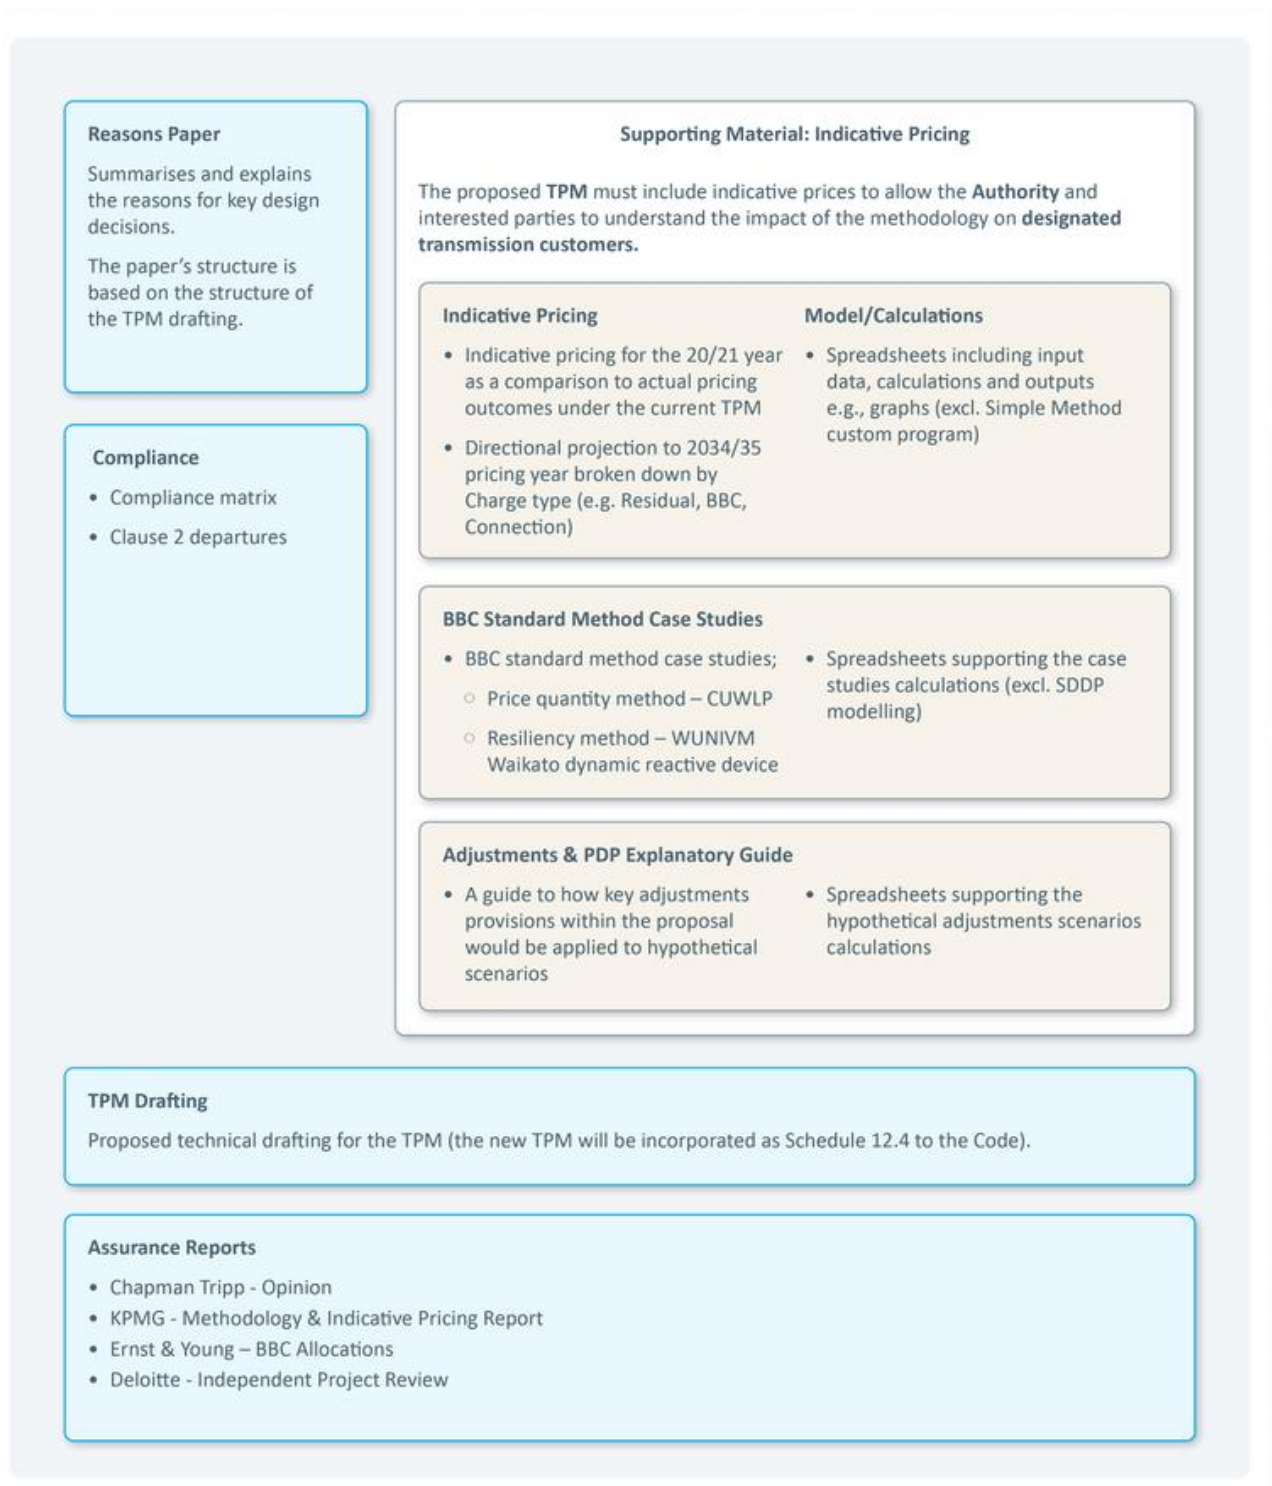 Reasons Paper
Summarises and explains
the reasons for key design
decisions.
The paper’s structure is
based on the structure of
the TPM drafting.
Compliance
• Compliance matrix
• Clause 2 departures
Supporting Material: Indicative Pricing
The proposed TPM must include indicative prices to allow the Authority and
interested parties to understand the impact of the methodology on designated
transmission customers.
Indicative Pricing
• Indicative pricing for the 20/21 year
as a comparison to actual pricing
outcomes under the current TPM
• Directional projection to 2034/35
pricing year broken down by
Charge type (e.g. Residual, BBC,
Connection)
Model/Calculations
• Spreadsheets including input
data, calculations and outputs
e.g., graphs (excl. Simple Method
custom program)
BBC Standard Method Case Studies
• BBC standard method case studies;
○ Price quantity method – CUWLP
○ Resiliency method – WUNIVM
Waikato dynamic reactive device
• Spreadsheets supporting the case
studies calculations (excl. SDDP
modelling)
Adjustments & PDP Explanatory Guide
• A guide to how key adjustments
provisions within the proposal
would be applied to hypothetical
scenarios
• Spreadsheets supporting the
hypothetical adjustments scenarios
calculations
TPM Drafting
Proposed technical drafting for the TPM (the new TPM will be incorporated as Schedule 12.4 to the Code).
Assurance Reports
• Chapman Tripp - Opinion
• KPMG - Methodology & Indicative Pricing Report
• Ernst & Young – BBC Allocations
• Deloitte - Independent Project Review